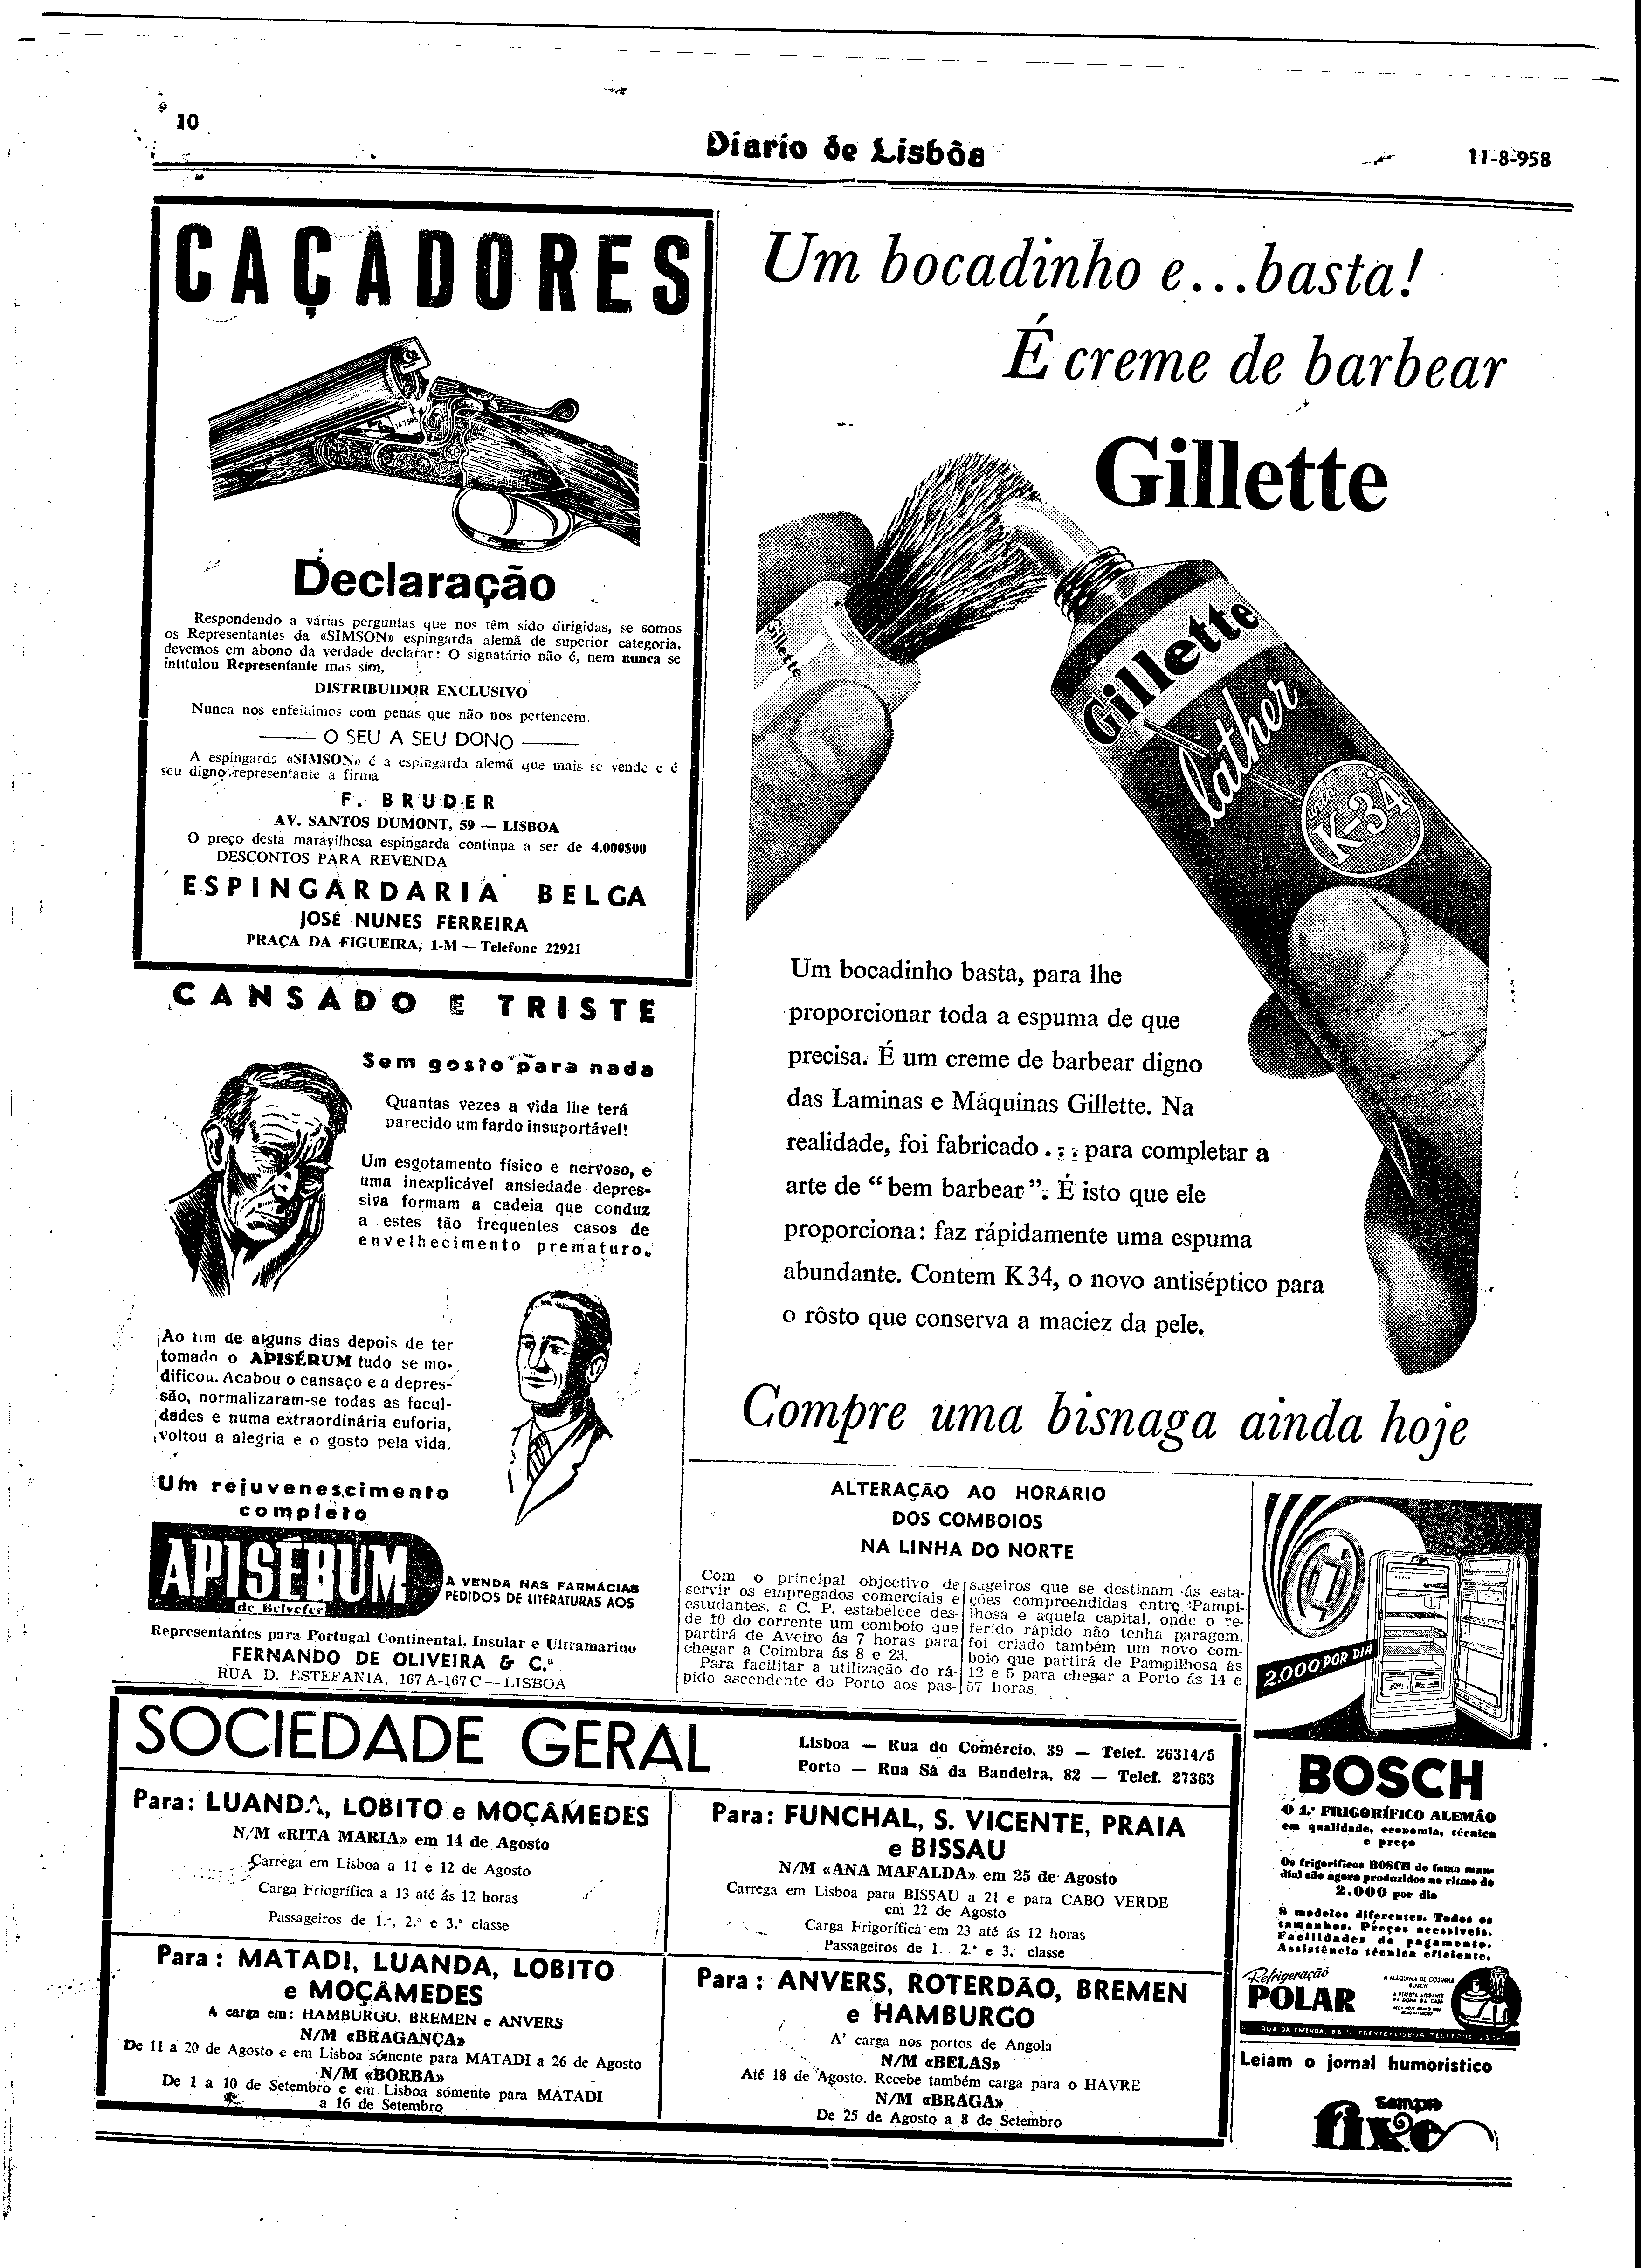 10
Diario de Lisbôa
11-8-958
CAÇADORES
Declaração
Respondendo a várias perguntas que nos têm sido dirigidas, se somos
os Representantes da «SIMSON» espingarda alemã de superior categoria,
devemos em abono da verdade declarar: O signatário não é, nem nunca se
intitulou Representante mas sim,
DISTRIBUIDOR EXCLUSIVO
Nunca nos enfeitámos com penas que não nos pertencem.
O SEU A SEU DONO
A espingarda «SIMSON» é a espingarda alemã que mais se vende e é
seu digno representante a firma
F. BRUDER
AV. SANTOS DUMONT, 59 — LISBOA
O preço desta maravilhosa espingarda continua a ser de 4.000$00
DESCONTOS PARA REVENDA
ESPINGARDARIA BELGA
JOSÉ NUNES FERREIRA
PRAÇA DA FIGUEIRA, 1-M — Telefone 22921
Um bocadinho e...basta!
É creme de barbear
Gillette
Gillette
Gillette
lather
K-34
Um bocadinho basta, para lhe
proporcionar toda a espuma de que
precisa. É um creme de barbear digno
das Laminas e Máquinas Gillette. Na
realidade, foi fabricado . : : para completar a
arte de “bem barbear”. É isto que ele
proporciona: faz rápidamente uma espuma
abundante. Contem K34, o novo antiséptico para
o rôsto que conserva a maciez da pele.
Compre uma bisnaga ainda hoje
CANSADO E TRISTE
Sem gosto para nada
Quantas vezes a vida lhe terá
parecido um fardo insuportável!
Um esgotamento físico e nervoso, e
uma inexplicável ansiedade depres-
siva formam a cadeia que conduz
a estes tão frequentes casos de
envelhecimento prematuro.
Ao fim de alguns dias depois de ter
tomado o APISÉRUM tudo se mo-
dificou. Acabou o cansaço e a depres-
são, normalizaram-se todas as facul-
dades e numa extraordinária euforia,
voltou a alegria e o gosto pela vida.
Um rejuvenescimento
completo
APISÉRUM
de Belvefer
À VENDA NAS FARMÁCIAS
PEDIDOS DE LITERATURAS AOS
Representantes para Portugal Continental, Insular e Ultramarino
FERNANDO DE OLIVEIRA & C.ª
RUA D. ESTEFANIA, 167 A-167 C — LISBOA
ALTERAÇÃO AO HORÁRIO
DOS COMBOIOS
NA LINHA DO NORTE
Com o principal objectivo de
servir os empregados comerciais e
estudantes, a C. P. estabelece des-
de 10 do corrente um comboio que
partirá de Aveiro ás 7 horas para
chegar a Coimbra ás 8 e 23.
Para facilitar a utilização do rá-
pido ascendente do Porto aos pas-
sageiros que se destinam ás esta-
ções compreendidas entre Pampi-
lhosa e aquela capital, onde o re-
ferido rápido não tenha paragem,
foi criado também um novo com-
boio que partirá de Pampilhosa ás
12 e 5 para chegar a Porto ás 14 e
57 horas.
2.000 POR DIA
BOSCH
O 1.º FRIGORÍFICO ALEMÃO
em qualidade, economia, técnica
e preço
Os frigoríficos BOSCH de fama mun-
dial são agora produzidos no ritmo de
2.000 por dia
8 modelos diferentes. Todos os
tamanhos. Preços acessíveis.
Facilidades de pagamento.
Assistência técnica eficiente.
Refrigeração
POLAR
A MÁQUINA DE COSINHA
BOSCH
DA DONA DA CASA
RUA DA EMENDA
Leiam o jornal humorístico
sempre
fixe
SOCIEDADE GERAL
Lisboa — Rua do Comércio, 39 — Telef. 26314/5
Porto — Rua Sá da Bandeira, 82 — Telef. 27363
Para: LUANDA, LOBITO e MOÇÂMEDES
N/M «RITA MARIA» em 14 de Agosto
Carrega em Lisboa a 11 e 12 de Agosto
Carga Friogrífica a 13 até ás 12 horas
Passageiros de 1.ª, 2.ª e 3.ª classe
Para: FUNCHAL, S. VICENTE, PRAIA
e BISSAU
N/M «ANA MAFALDA» em 25 de Agosto
Carrega em Lisboa para BISSAU a 21 e para CABO VERDE
em 22 de Agosto
Carga Frigorífica em 23 até ás 12 horas
Passageiros de 1. 2.ª e 3. classe
Para: MATADI, LUANDA, LOBITO
e MOÇÂMEDES
A carga em: HAMBURGO, BREMEN e ANVERS
N/M «BRAGANÇA»
De 11 a 20 de Agosto e em Lisboa sómente para MATADI a 26 de Agosto
N/M «BORBA»
De 1 a 10 de Setembro e em Lisboa sómente para MATADI
a 16 de Setembro
Para: ANVERS, ROTERDÃO, BREMEN
e HAMBURGO
A' carga nos portos de Angola
N/M «BELAS»
Até 18 de Agosto. Recebe também carga para o HAVRE
N/M «BRAGA»
De 25 de Agosto a 8 de Setembro